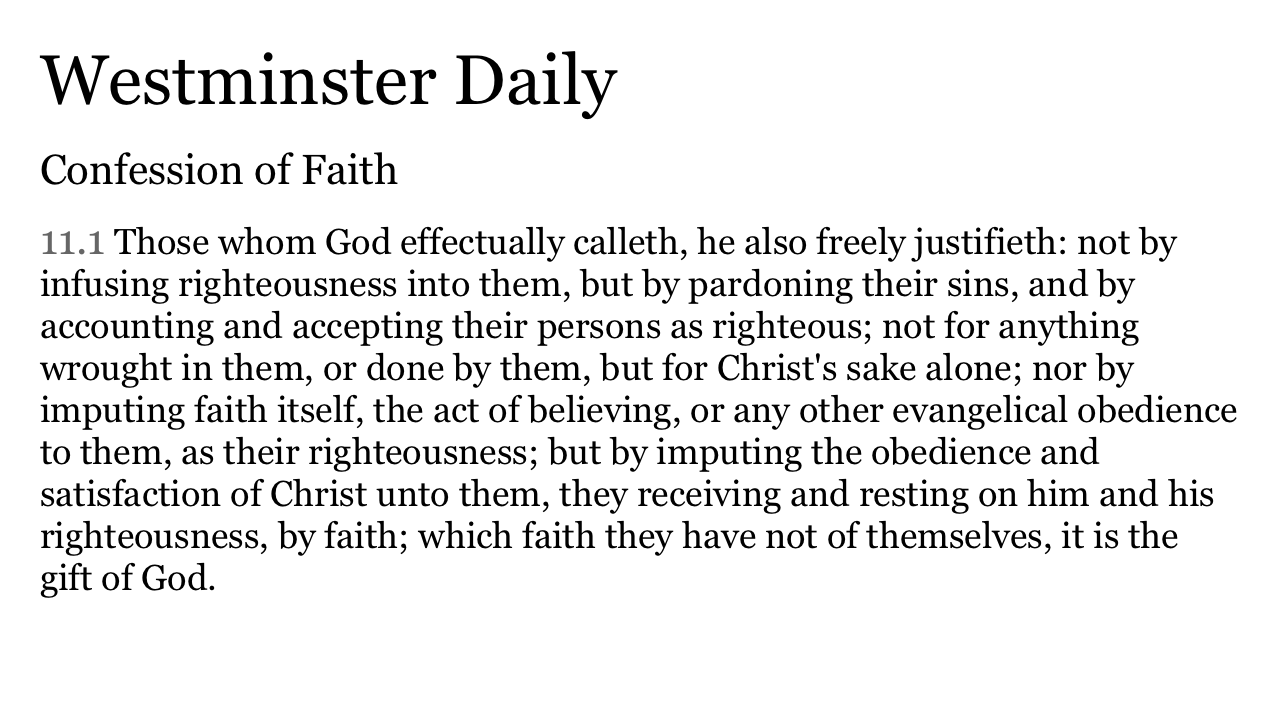 Westminster Daily
Confession of Faith
11.1 Those whom God effectually calleth, he also freely justifieth: not by
infusing righteousness into them, but by pardoning their sins, and by
accounting and accepting their persons as righteous; not for anything
wrought in them, or done by them, but for Christ's sake alone; nor by
imputing faith itself, the act of believing, or any other evangelical obedience
to them, as their righteousness; but by imputing the obedience and
satisfaction of Christ unto them, they receiving and resting on him and his
righteousness, by faith; which faith they have not of themselves, it is the
gift of God.